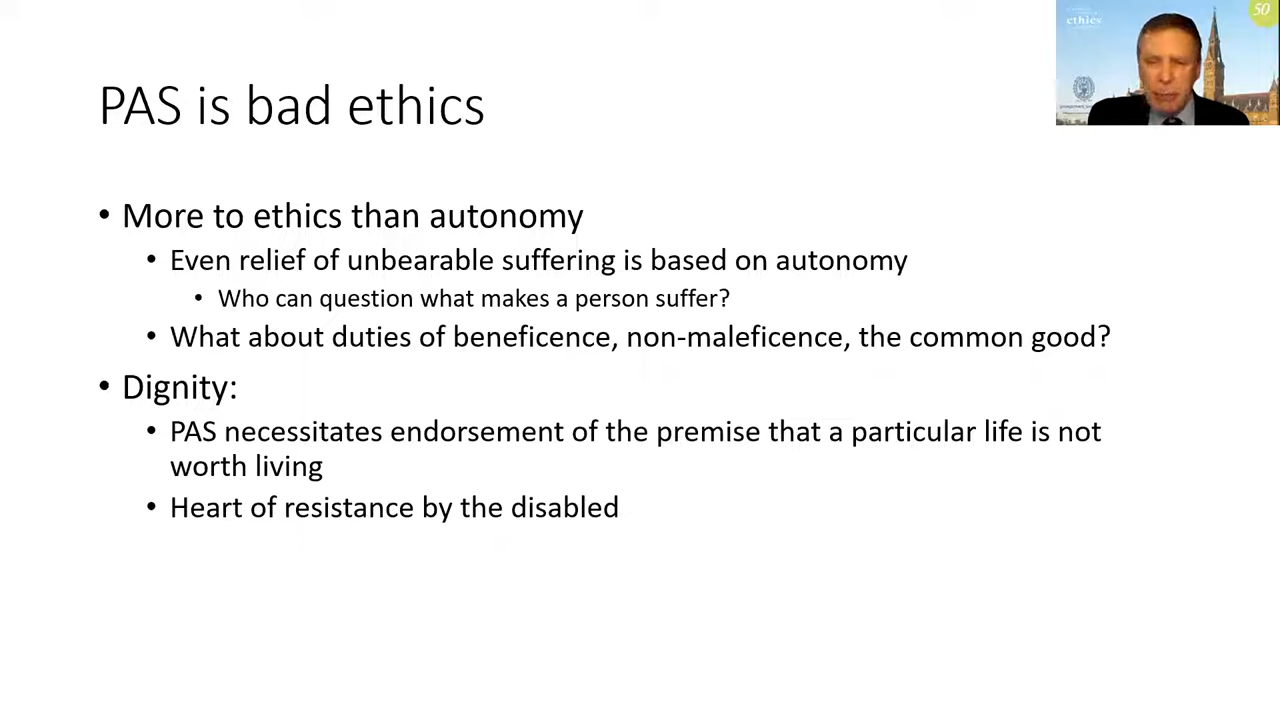 50
ethics
PAS is bad ethics
• More to ethics than autonomy
• Even relief of unbearable suffering is based on autonomy
• Who can question what makes a person suffer?
• What about duties of beneficence, non-maleficence, the common good?
• Dignity:
• PAS necessitates endorsement of the premise that a particular life is not
worth living
• Heart of resistance by the disabled